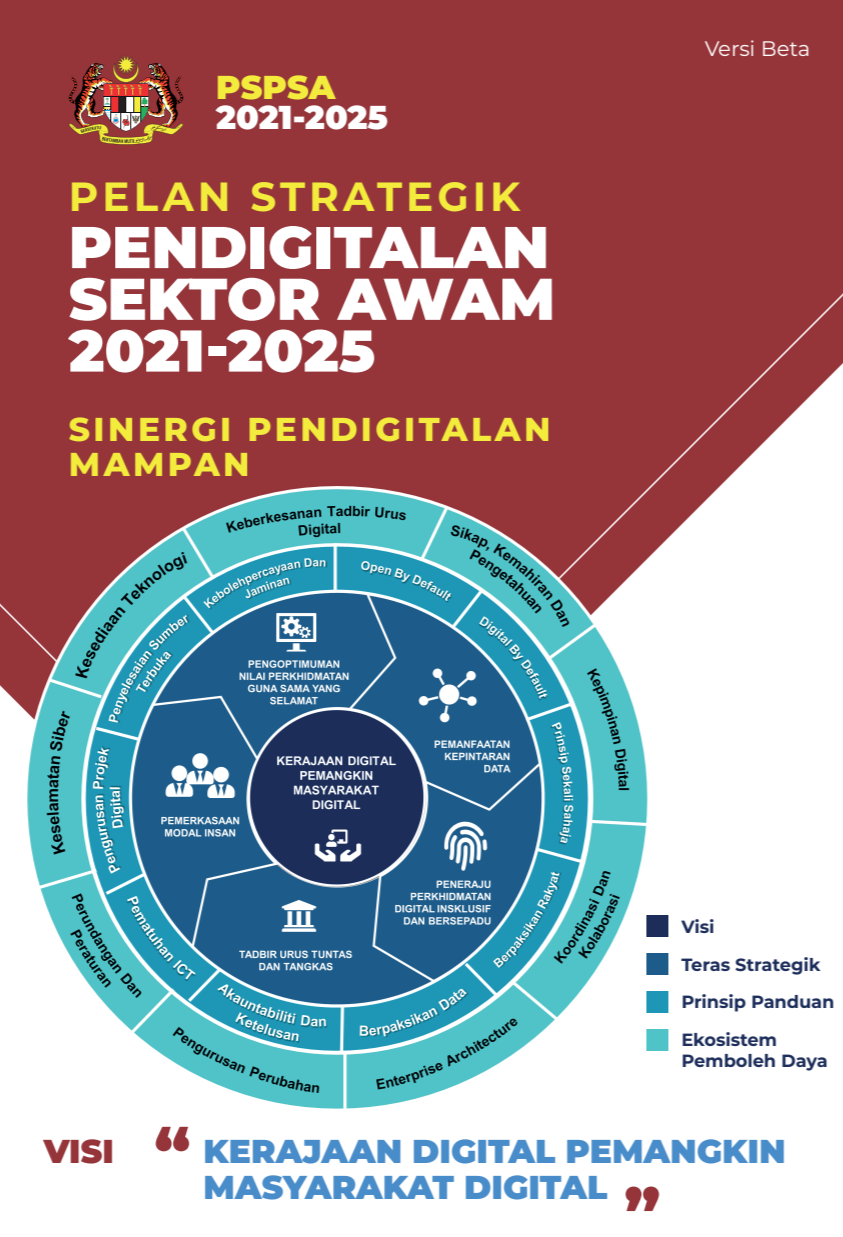 Versi Beta
PSPSA
2021-2025
PELAN STRATEGIK
PENDIGITALAN
SEKTOR AWAM
2021-2025
SINERGI PENDIGITALAN
MAMPAN
Keberkesanan Tadbir Urus
Digital
Sikap, Kemahiran Dan
Pengetahuan
Kepimpinan Digital
Koordinasi Dan
Kolaborasi
Enterprise Architecture
Pengurusan Perubahan
Perundangan Dan
Peraturan
Keselamatan Siber
Kesediaan Teknologi
Kebolehpercayaan Dan
Jaminan
Open By Default
Digital By Default
Prinsip Sekali Sahaja
Berpaksikan Rakyat
Berpaksikan Data
Akauntabiliti Dan
Ketelusan
Pematuhan ICT
Pengurusan Projek
Digital
Penyelesaian Sumber
Terbuka
PENGOPTIMUMAN
NILAI PERKHIDMATAN
GUNA SAMA YANG
SELAMAT
PEMANFAATAN
KEPINTARAN
DATA
PENERAJU
PERKHIDMATAN
DIGITAL INSKLUSIF
DAN BERSEPADU
TADBIR URUS TUNTAS
DAN TANGKAS
PEMERKASAAN
MODAL INSAN
KERAJAAN DIGITAL
PEMANGKIN
MASYARAKAT
DIGITAL
Visi
Teras Strategik
Prinsip Panduan
Ekosistem
Pemboleh Daya
VISI “ KERAJAAN DIGITAL PEMANGKIN
MASYARAKAT DIGITAL ”